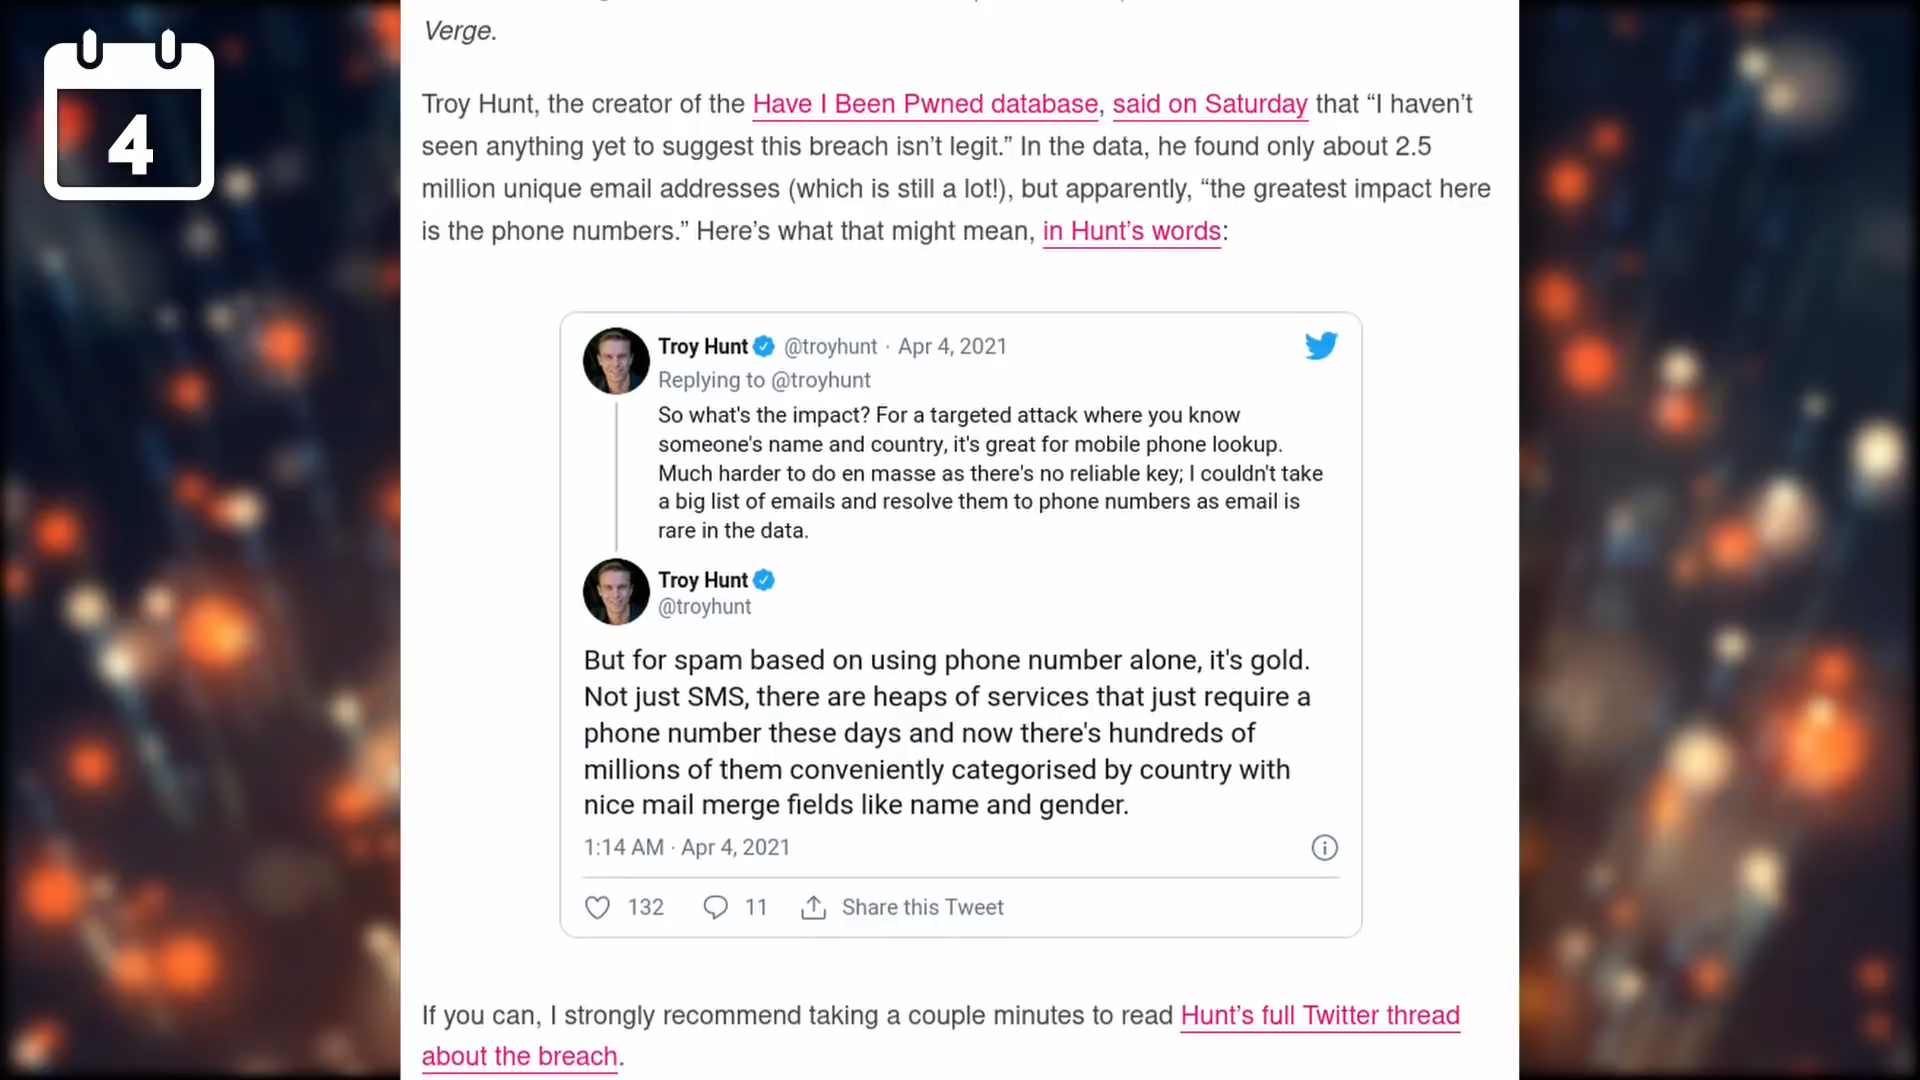 Verge.
4
Troy Hunt, the creator of the Have I Been Pwned database, said on Saturday that “I haven’t
seen anything yet to suggest this breach isn’t legit.” In the data, he found only about 2.5
million unique email addresses (which is still a lot!), but apparently, “the greatest impact here
is the phone numbers.” Here’s what that might mean, in Hunt’s words:
Troy Hunt @troyhunt · Apr 4, 2021
Replying to @troyhunt
So what's the impact? For a targeted attack where you know
someone's name and country, it's great for mobile phone lookup.
Much harder to do en masse as there's no reliable key; I couldn't take
a big list of emails and resolve them to phone numbers as email is
rare in the data.
Troy Hunt
@troyhunt
But for spam based on using phone number alone, it's gold.
Not just SMS, there are heaps of services that just require a
phone number these days and now there's hundreds of
millions of them conveniently categorised by country with
nice mail merge fields like name and gender.
1:14 AM · Apr 4, 2021
132 11 Share this Tweet
If you can, I strongly recommend taking a couple minutes to read Hunt’s full Twitter thread
about the breach.